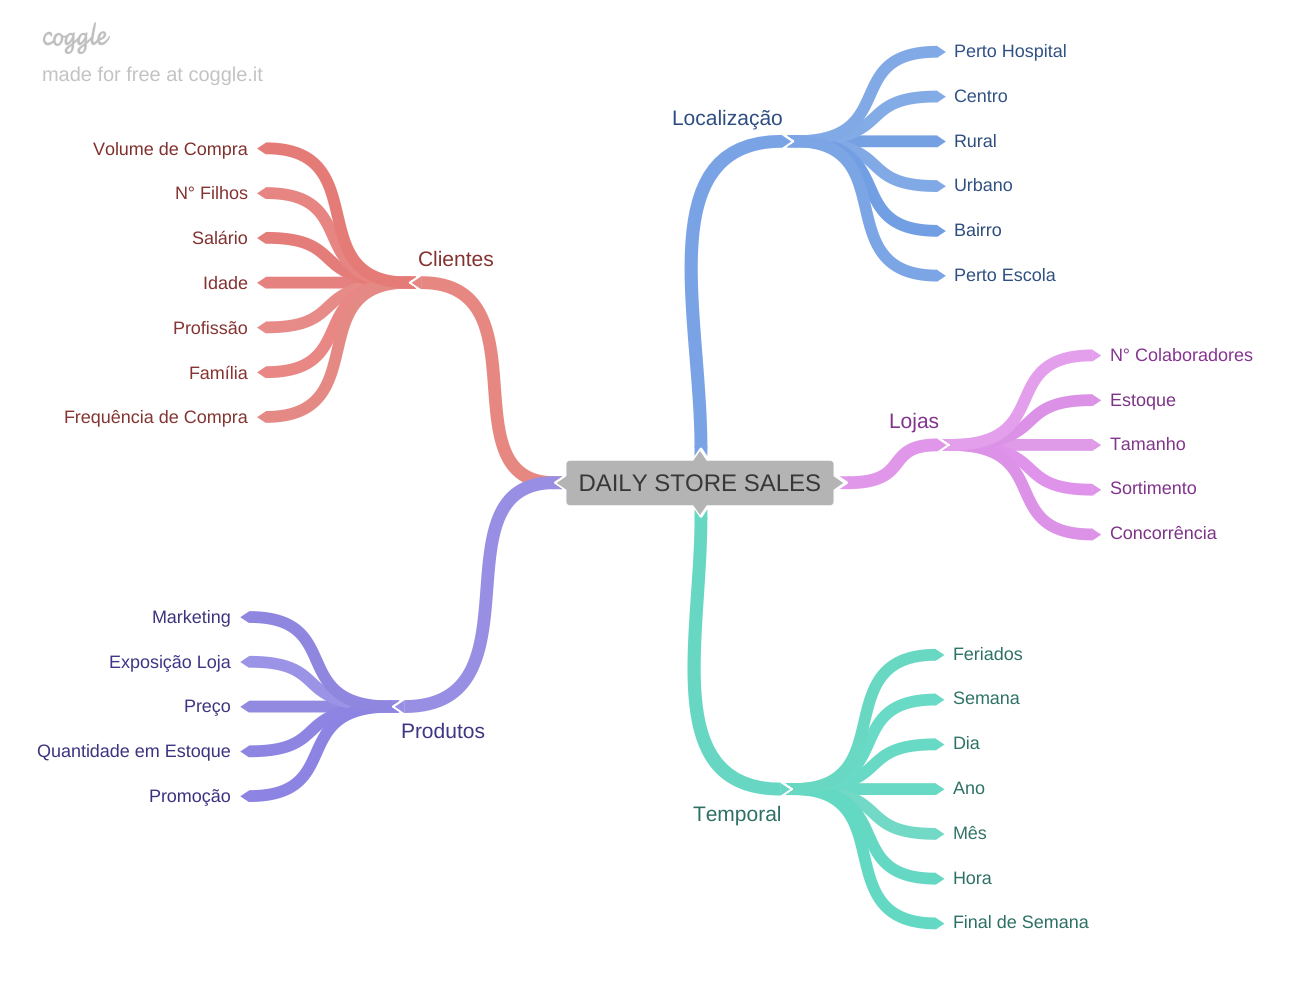 coggle
made for free at coggle.it
Clientes
Volume de Compra
N° Filhos
Salário
Idade
Profissão
Família
Frequência de Compra
Localização
Perto Hospital
Centro
Rural
Urbano
Bairro
Perto Escola
Lojas
N° Colaboradores
Estoque
Tamanho
Sortimento
Concorrência
DAILY STORE SALES
Produtos
Marketing
Exposição Loja
Preço
Quantidade em Estoque
Promoção
Temporal
Feriados
Semana
Dia
Ano
Mês
Hora
Final de Semana